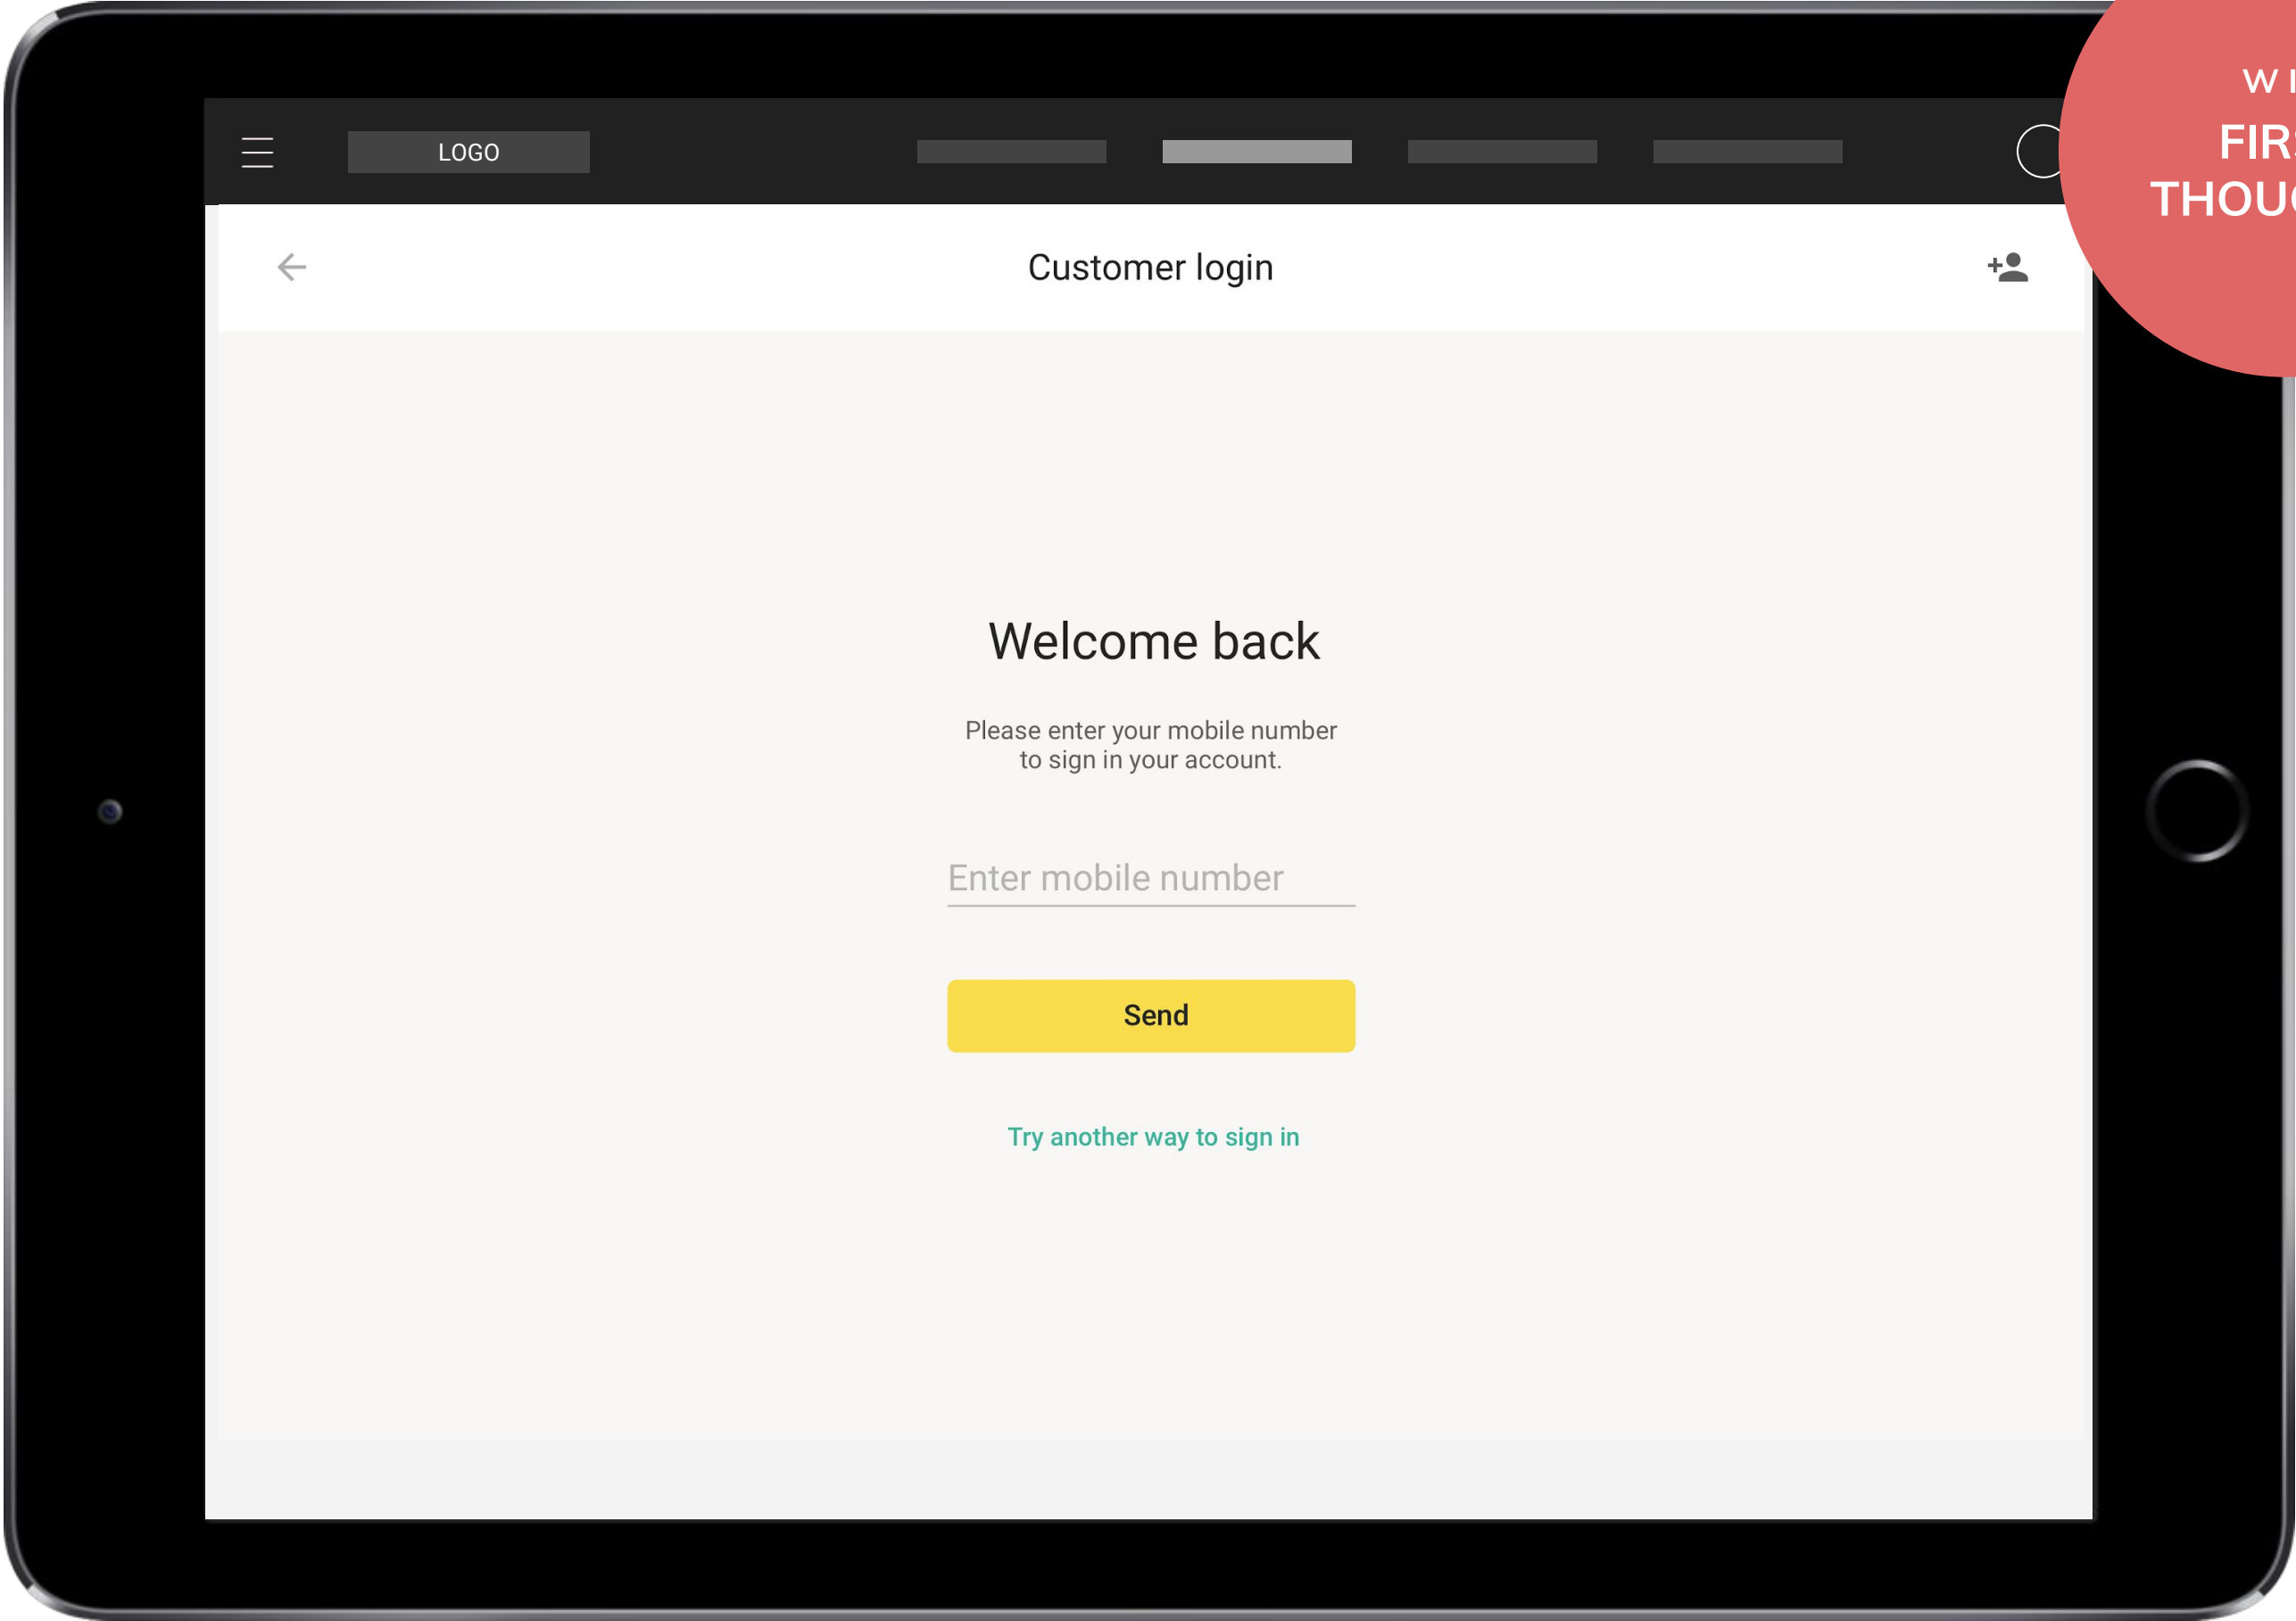 LOGO
Customer login
Welcome back
Please enter your mobile number
to sign in your account.
Enter mobile number
Send
Try another way to sign in